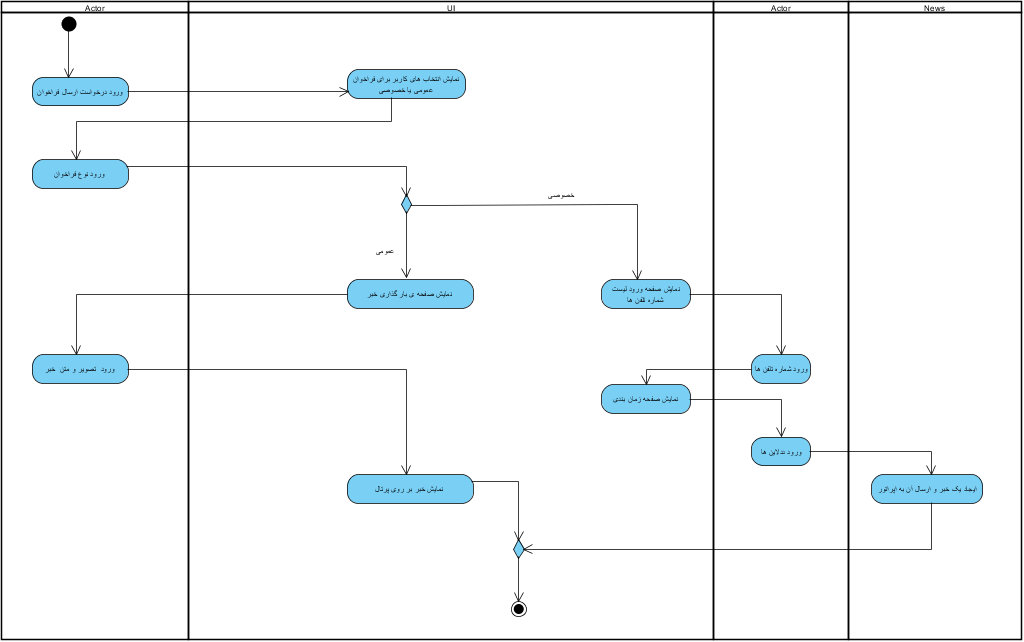 Actor
UI
Actor
News
ورود درخواست ارسال فراخوان
نمایش انتخاب های کاربر برای فراخوان
عمومی یا خصوصی
ورود نوع فراخوان
خصوصی
عمومی
نمایش صفحه ی بار گذاری خبر
نمایش صفحه ورود لیست
شماره تلفن ها
ورود تصویر و متن خبر
ورود شماره تلفن ها
نمایش صفحه زمان بندی
ورود ددلاین ها
نمایش خبر بر روی پرتال
ایجاد یک خبر و ارسال آن به اپراتور